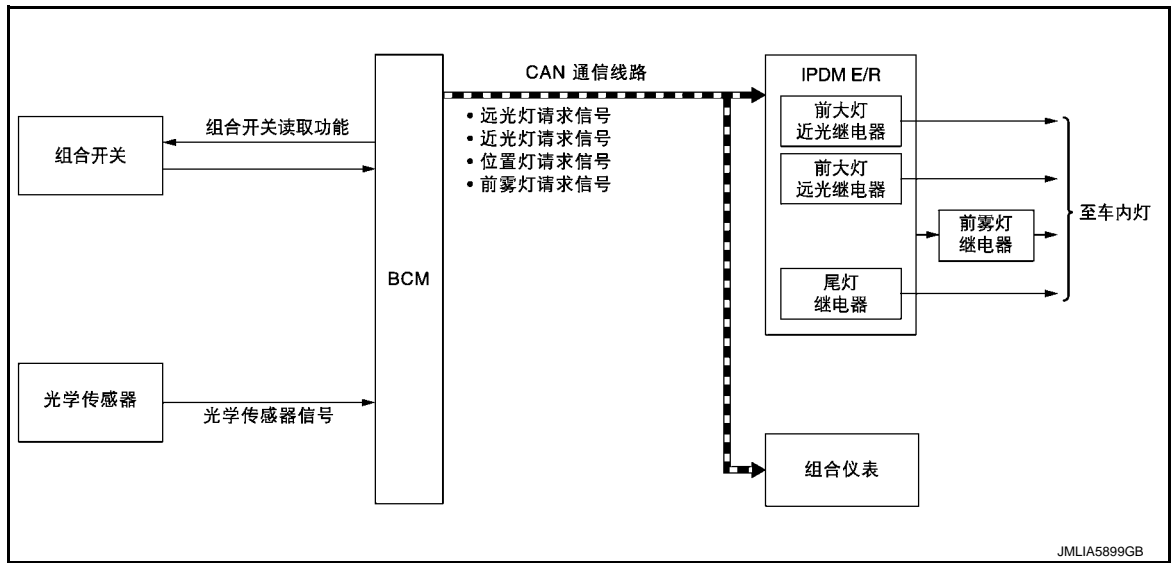 CAN 通信线路
• 远光灯请求信号
• 近光灯请求信号
• 位置灯请求信号
• 前雾灯请求信号
组合开关读取功能
组合开关
BCM
光学传感器
光学传感器信号
IPDM E/R
前大灯
近光继电器
前大灯
远光继电器
前雾灯
继电器
尾灯
继电器
至车内灯
组合仪表
JMLIA5899GB